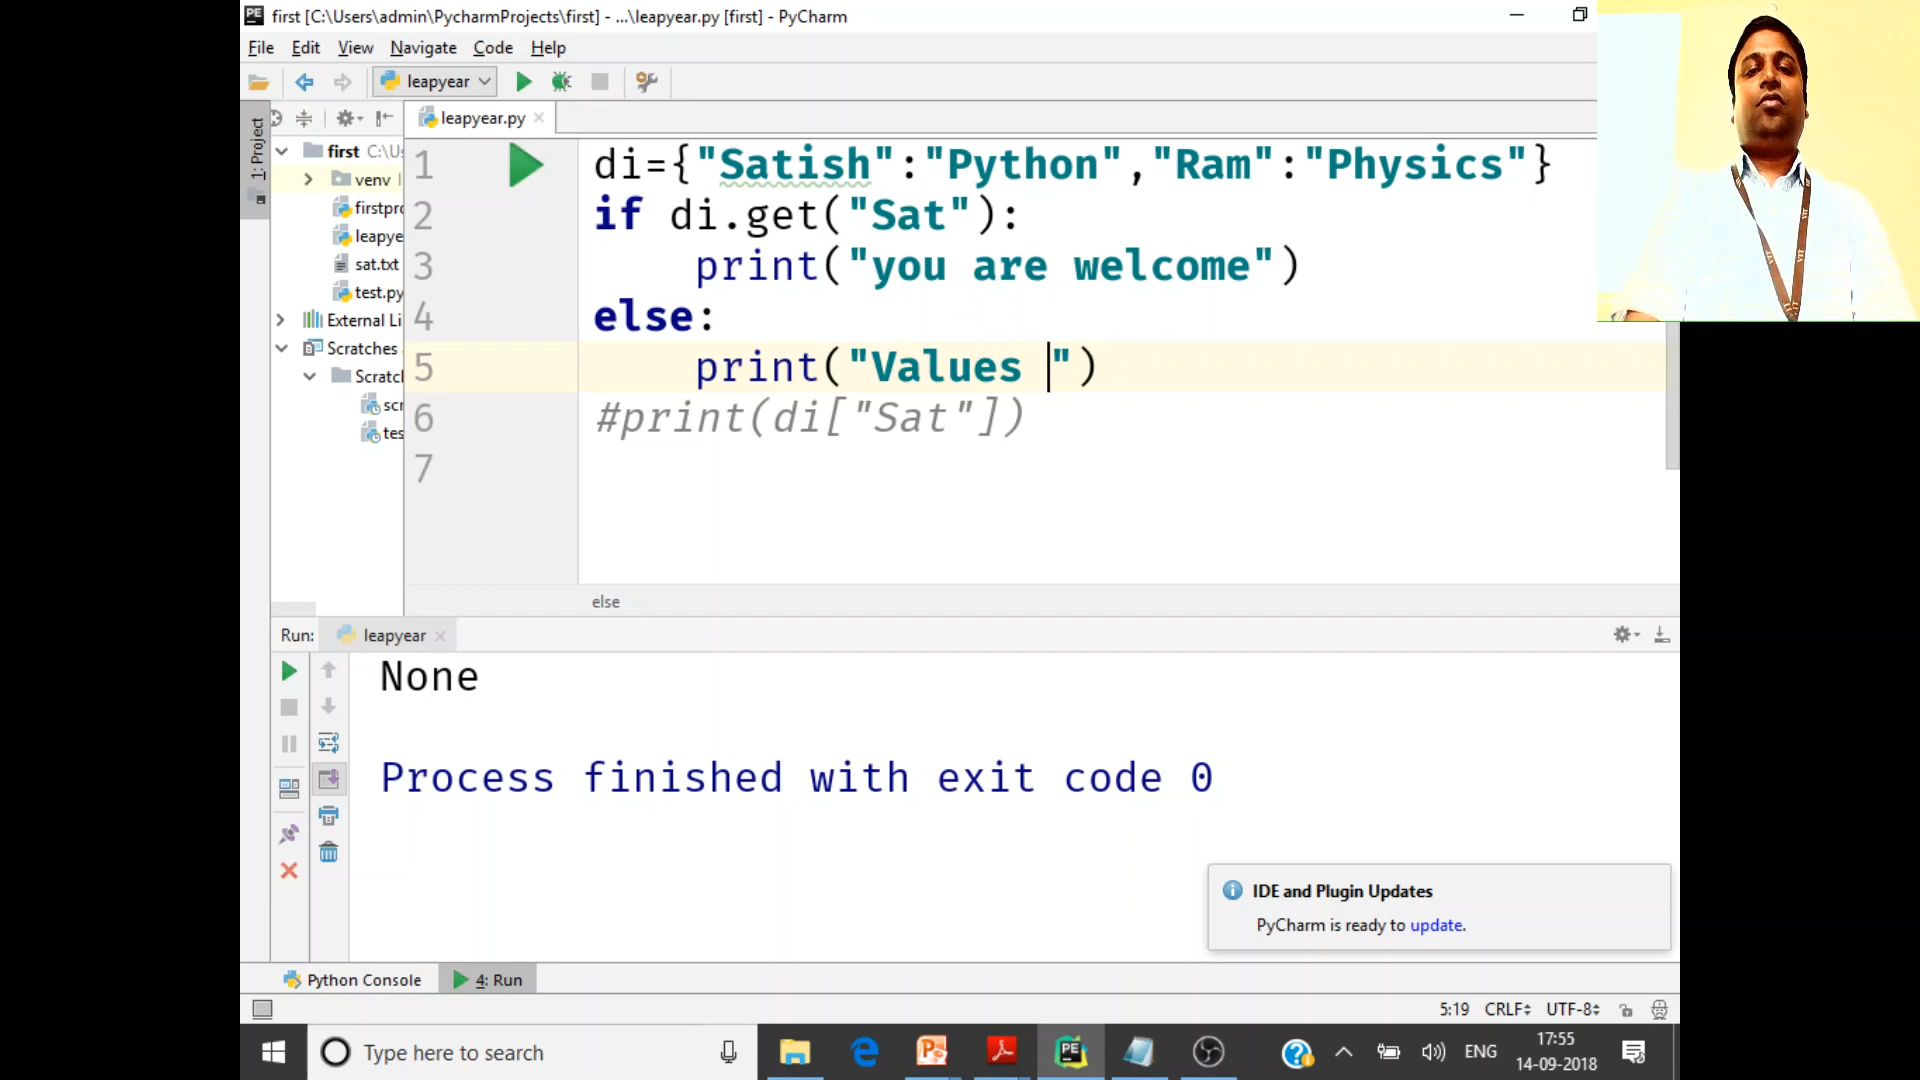 first [C:\Users\admin\PycharmProjects\first] - ...\leapyear.py [first] - PyCharm
File Edit View Navigate Code Help
leapyear
1: Project
leapyear.py
first C:\Us
venv
firstpro
leapye
sat.txt
test.py
External Li
Scratches
Scratcl
scr
tes
1 di={"Satish":"Python","Ram":"Physics"}
2 if di.get("Sat"):
3 print("you are welcome")
4 else:
5 print("Values ")
6 #print(di["Sat"])
7
else
Run: leapyear
None
Process finished with exit code 0
IDE and Plugin Updates
PyCharm is ready to update.
Python Console 4: Run
5:19 CRLF UTF-8
Type here to search
ENG
17:55
14-09-2018
VIT